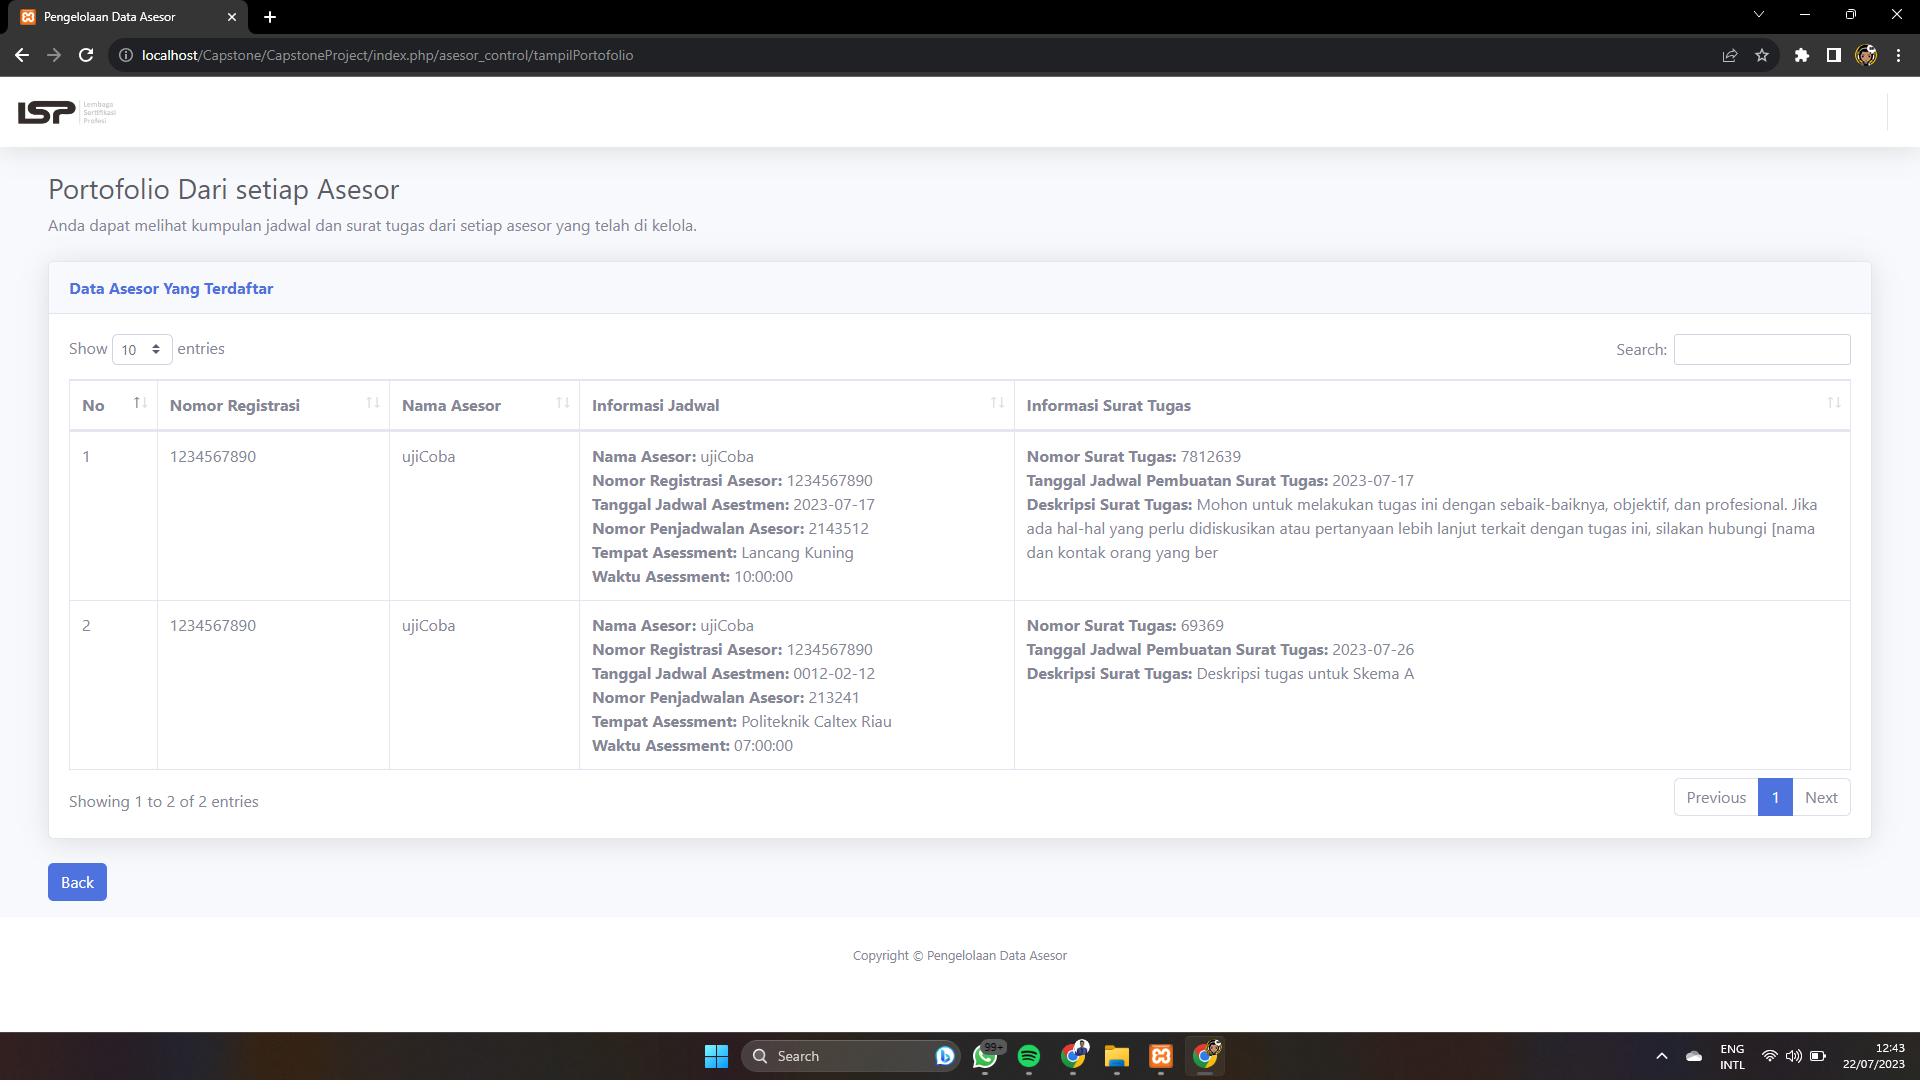 Pengelolaan Data Asesor
localhost/Capstone/CapstoneProject/index.php/asesor_control/tampilPortofolio
LSP
Lembaga
Sertifikasi
Profesi
Portofolio Dari setiap Asesor
Anda dapat melihat kumpulan jadwal dan surat tugas dari setiap asesor yang telah di kelola.
Data Asesor Yang Terdaftar
Show 10 entries
Search:
No Nomor Registrasi Nama Asesor Informasi Jadwal Informasi Surat Tugas
1 1234567890 ujiCoba
Nama Asesor: ujiCoba
Nomor Registrasi Asesor: 1234567890
Tanggal Jadwal Asestmen: 2023-07-17
Nomor Penjadwalan Asesor: 2143512
Tempat Asessment: Lancang Kuning
Waktu Asessment: 10:00:00
Nomor Surat Tugas: 7812639
Tanggal Jadwal Pembuatan Surat Tugas: 2023-07-17
Deskripsi Surat Tugas: Mohon untuk melakukan tugas ini dengan sebaik-baiknya, objektif, dan profesional. Jika
ada hal-hal yang perlu didiskusikan atau pertanyaan lebih lanjut terkait dengan tugas ini, silakan hubungi [nama
dan kontak orang yang ber
2 1234567890 ujiCoba
Nama Asesor: ujiCoba
Nomor Registrasi Asesor: 1234567890
Tanggal Jadwal Asestmen: 0012-02-12
Nomor Penjadwalan Asesor: 213241
Tempat Asessment: Politeknik Caltex Riau
Waktu Asessment: 07:00:00
Nomor Surat Tugas: 69369
Tanggal Jadwal Pembuatan Surat Tugas: 2023-07-26
Deskripsi Surat Tugas: Deskripsi tugas untuk Skema A
Showing 1 to 2 of 2 entries
Previous 1 Next
Back
Copyright © Pengelolaan Data Asesor
Search
99+
ENG
INTL
12:43
22/07/2023